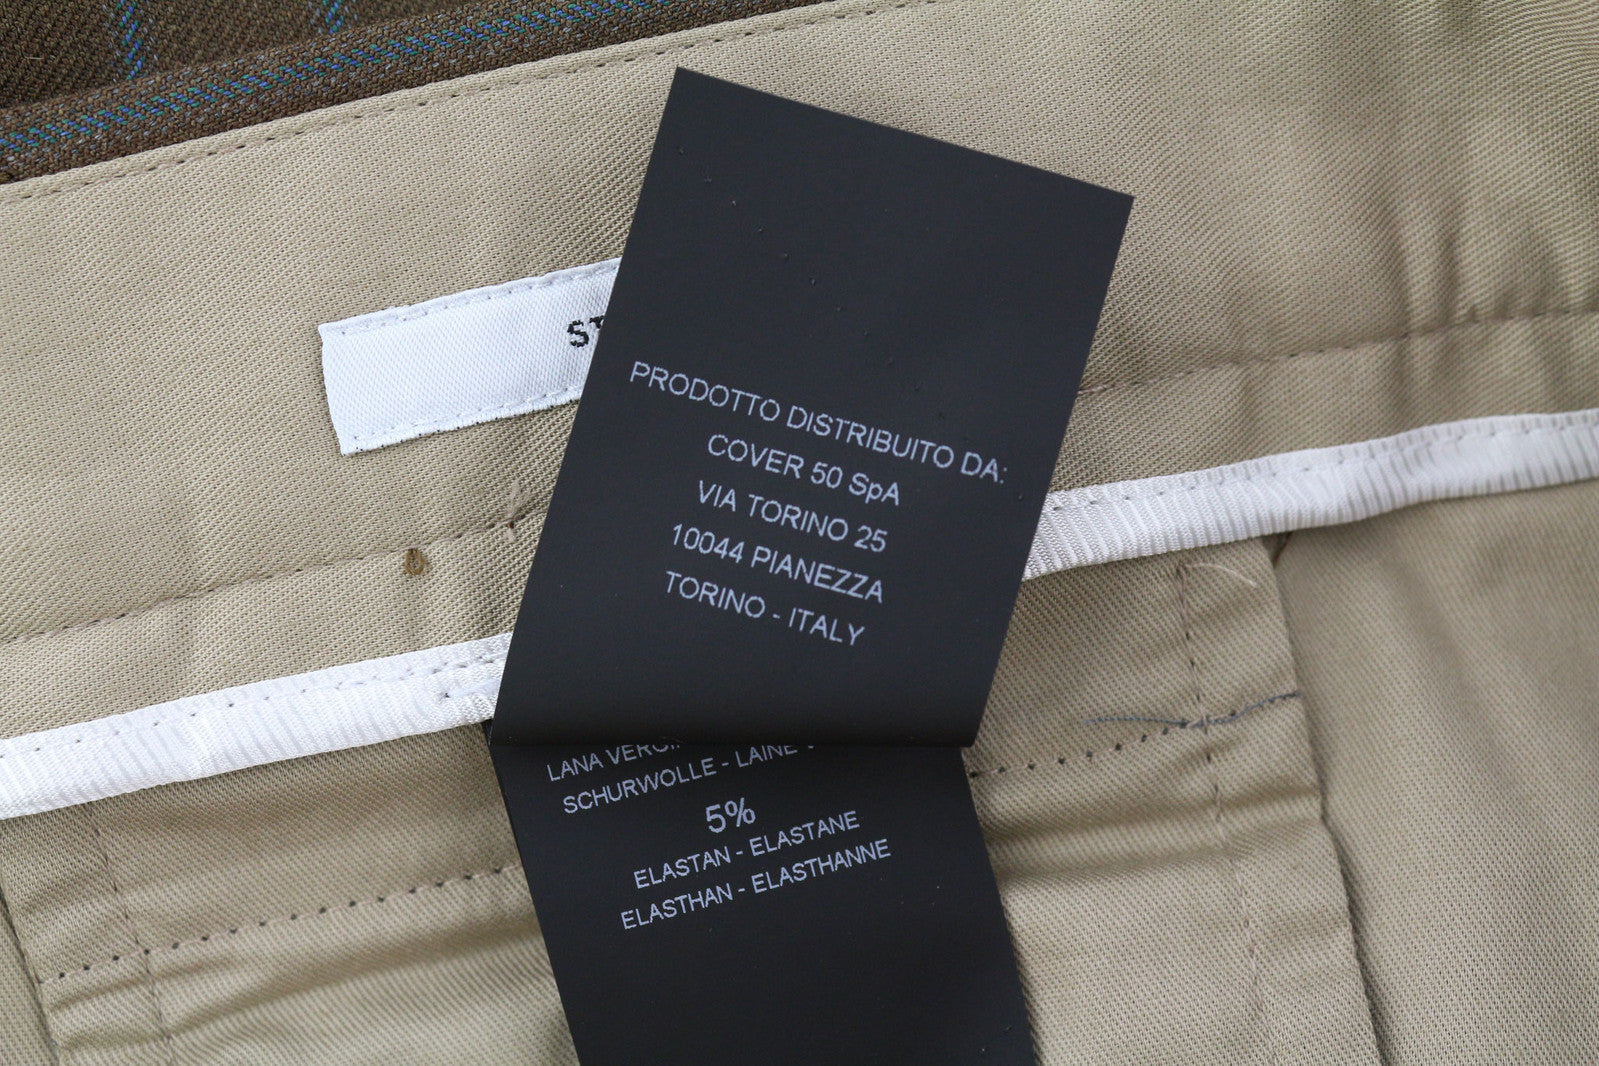 PRODOTTO DISTRIBUITO DA:
COVER 50 SpA
VIA TORINO 25
10044 PIANEZZA
TORINO - ITALY
LANA
SCHURWOLLE - LAINE
5%
ELASTAN - ELASTANE
ELASTHAN - ELASTHANNE